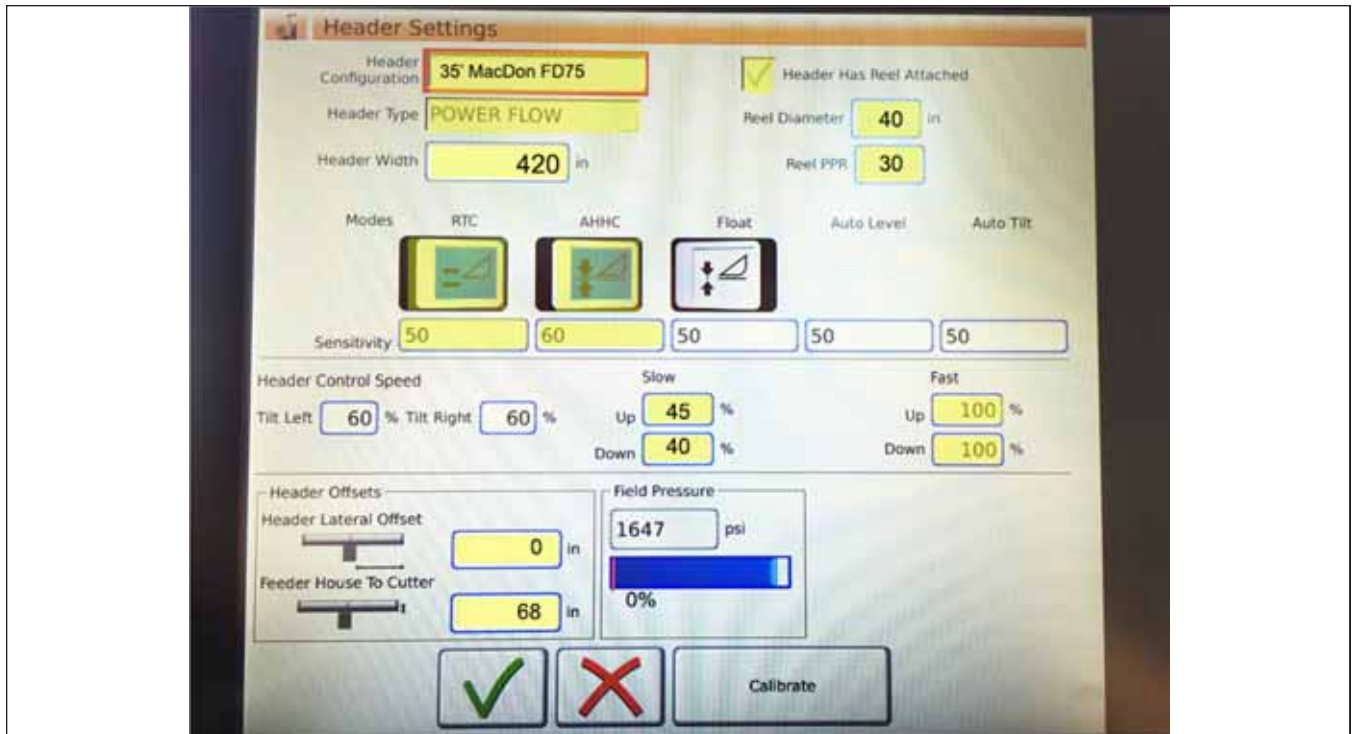 Header Settings
Header Configuration 35' MacDon FD75
Header Has Reel Attached
Header Type POWER FLOW
Reel Diameter 40 in
Header Width 420 in
Reel PPR 30
Modes RTC AHHC Float Auto Level Auto Tilt
Sensitivity 50 60 50 50 50
Header Control Speed Slow Fast
Tilt Left 60 % Tilt Right 60 % Up 45 % Up 100 %
Down 40 % Down 100 %
Header Offsets
Header Lateral Offset
0 in
Feeder House To Cutter
68 in
Field Pressure
1647 psi
0%
Calibrate